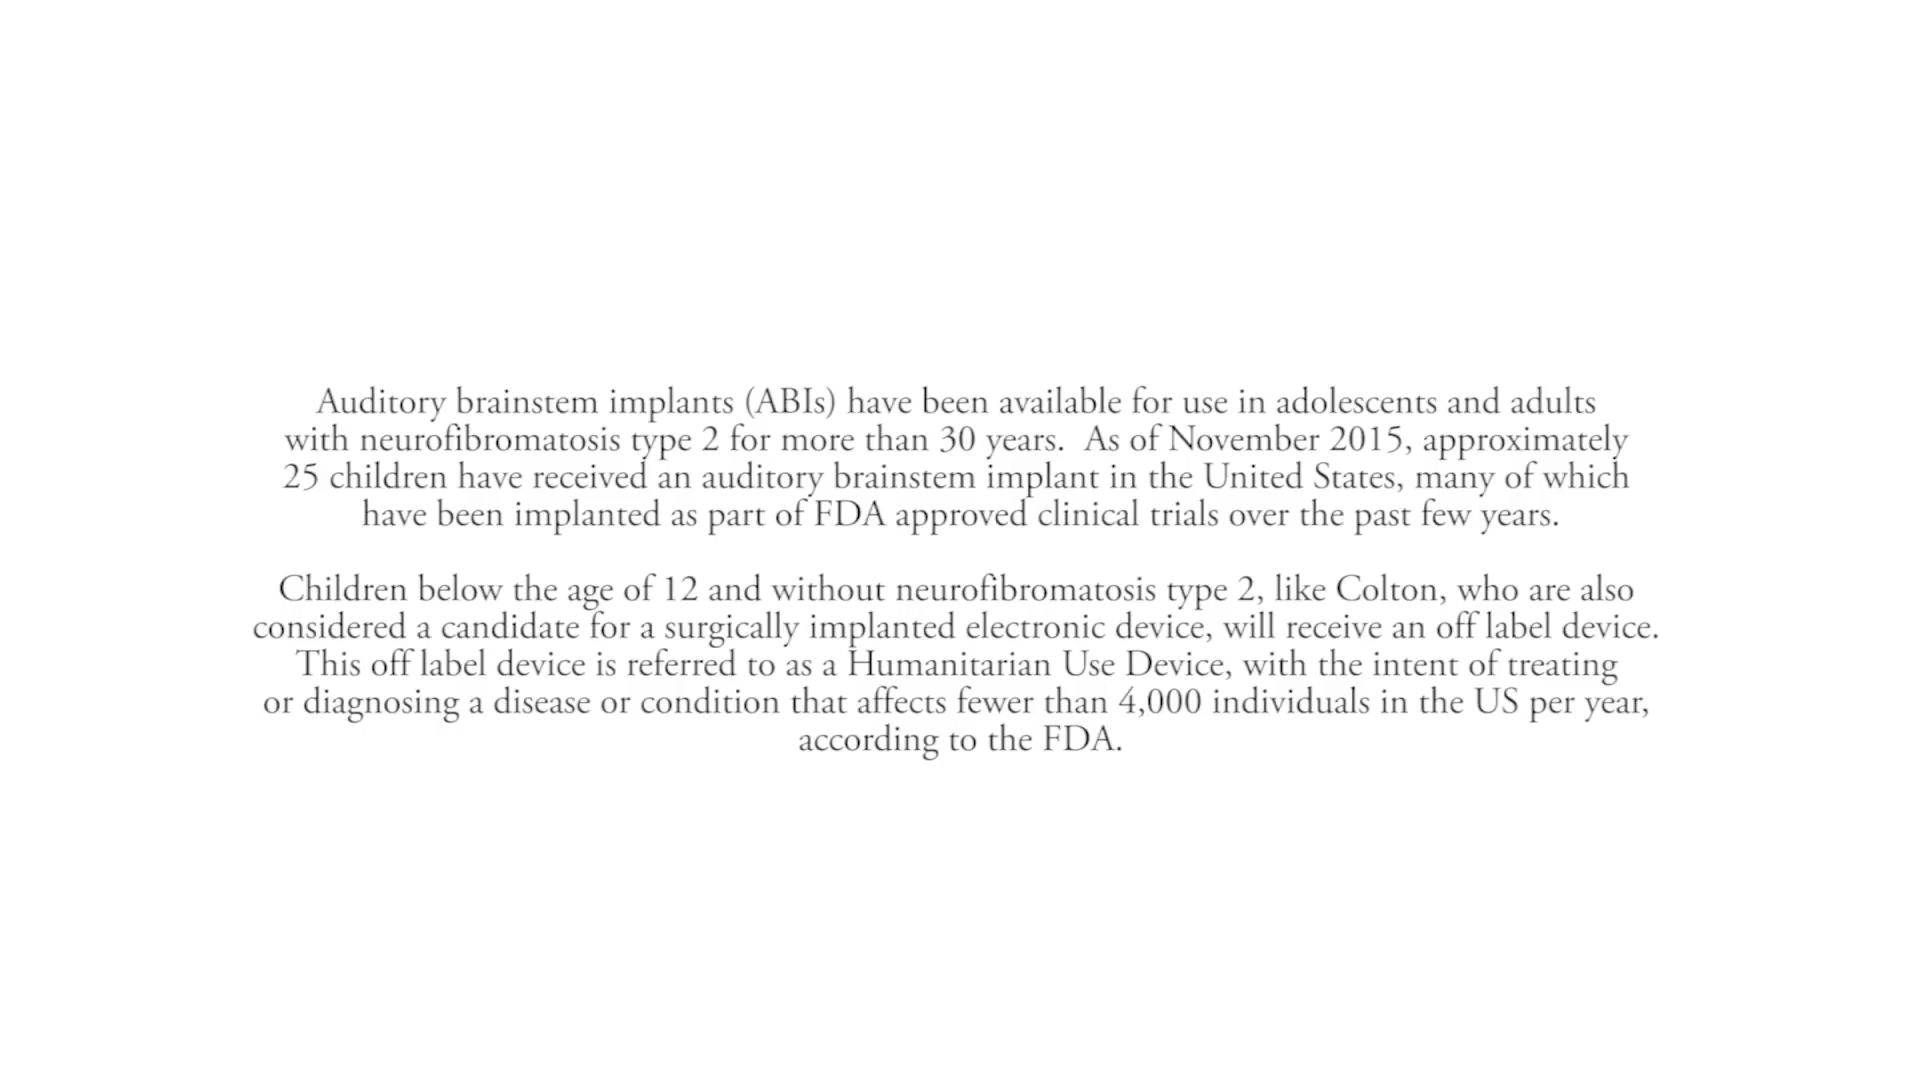 Auditory brainstem implants (ABIs) have been available for use in adolescents and adults
with neurofibromatosis type 2 for more than 30 years.  As of November 2015, approximately
25 children have received an auditory brainstem implant in the United States, many of which
have been implanted as part of FDA approved clinical trials over the past few years.
Children below the age of 12 and without neurofibromatosis type 2, like Colton, who are also
considered a candidate for a surgically implanted electronic device, will receive an off label device.
This off label device is referred to as a Humanitarian Use Device, with the intent of treating
or diagnosing a disease or condition that affects fewer than 4,000 individuals in the US per year,
according to the FDA.